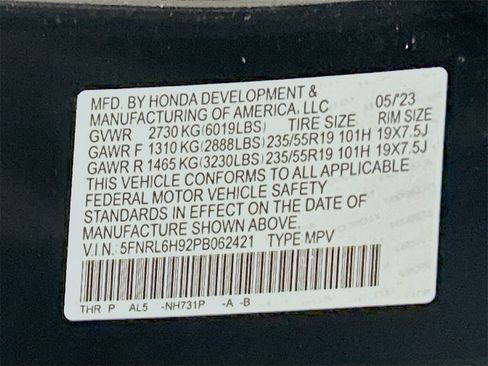 MFD. BY HONDA DEVELOPMENT &
MANUFACTURING OF AMERICA, LLC 05/'23
GVWR 2730 KG(6019LBS) TIRE SIZE RIM SIZE
GAWR F 1310 KG(2888LBS) 235/55R19 101H 19X7.5J
GAWR R 1465 KG(3230LBS) 235/55R19 101H 19X7.5J
THIS VEHICLE CONFORMS TO ALL APPLICABLE
FEDERAL MOTOR VEHICLE SAFETY
STANDARDS IN EFFECT ON THE DATE OF
MANUFACTURE SHOWN ABOVE.
V.I.N: 5FNRL6H92PB062421 TYPE MPV
THR P AL5 -NH731P -A -B